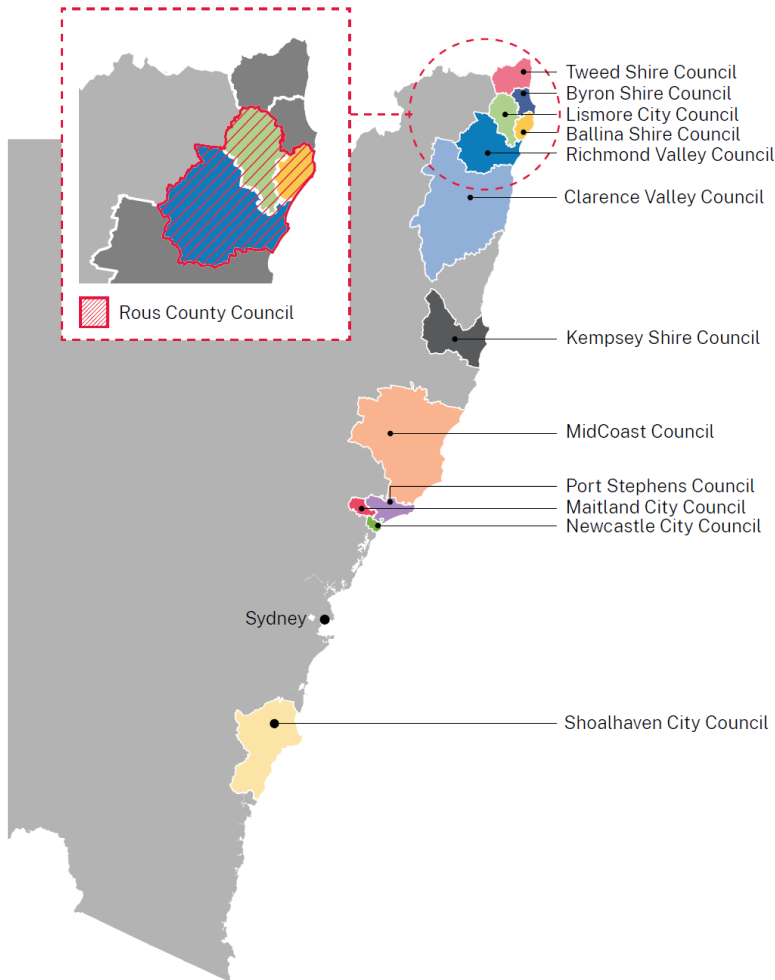 Tweed Shire Council
Byron Shire Council
Lismore City Council
Ballina Shire Council
Richmond Valley Council
Clarence Valley Council
Rous County Council
Kempsey Shire Council
MidCoast Council
Port Stephens Council
Maitland City Council
Newcastle City Council
Sydney
Shoalhaven City Council